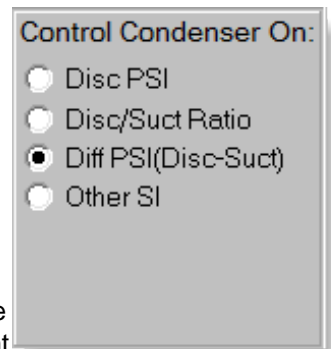 Control Condenser On:
Disc PSI
Disc/Suct Ratio
Diff PSI(Disc-Suct)
Other SI
e